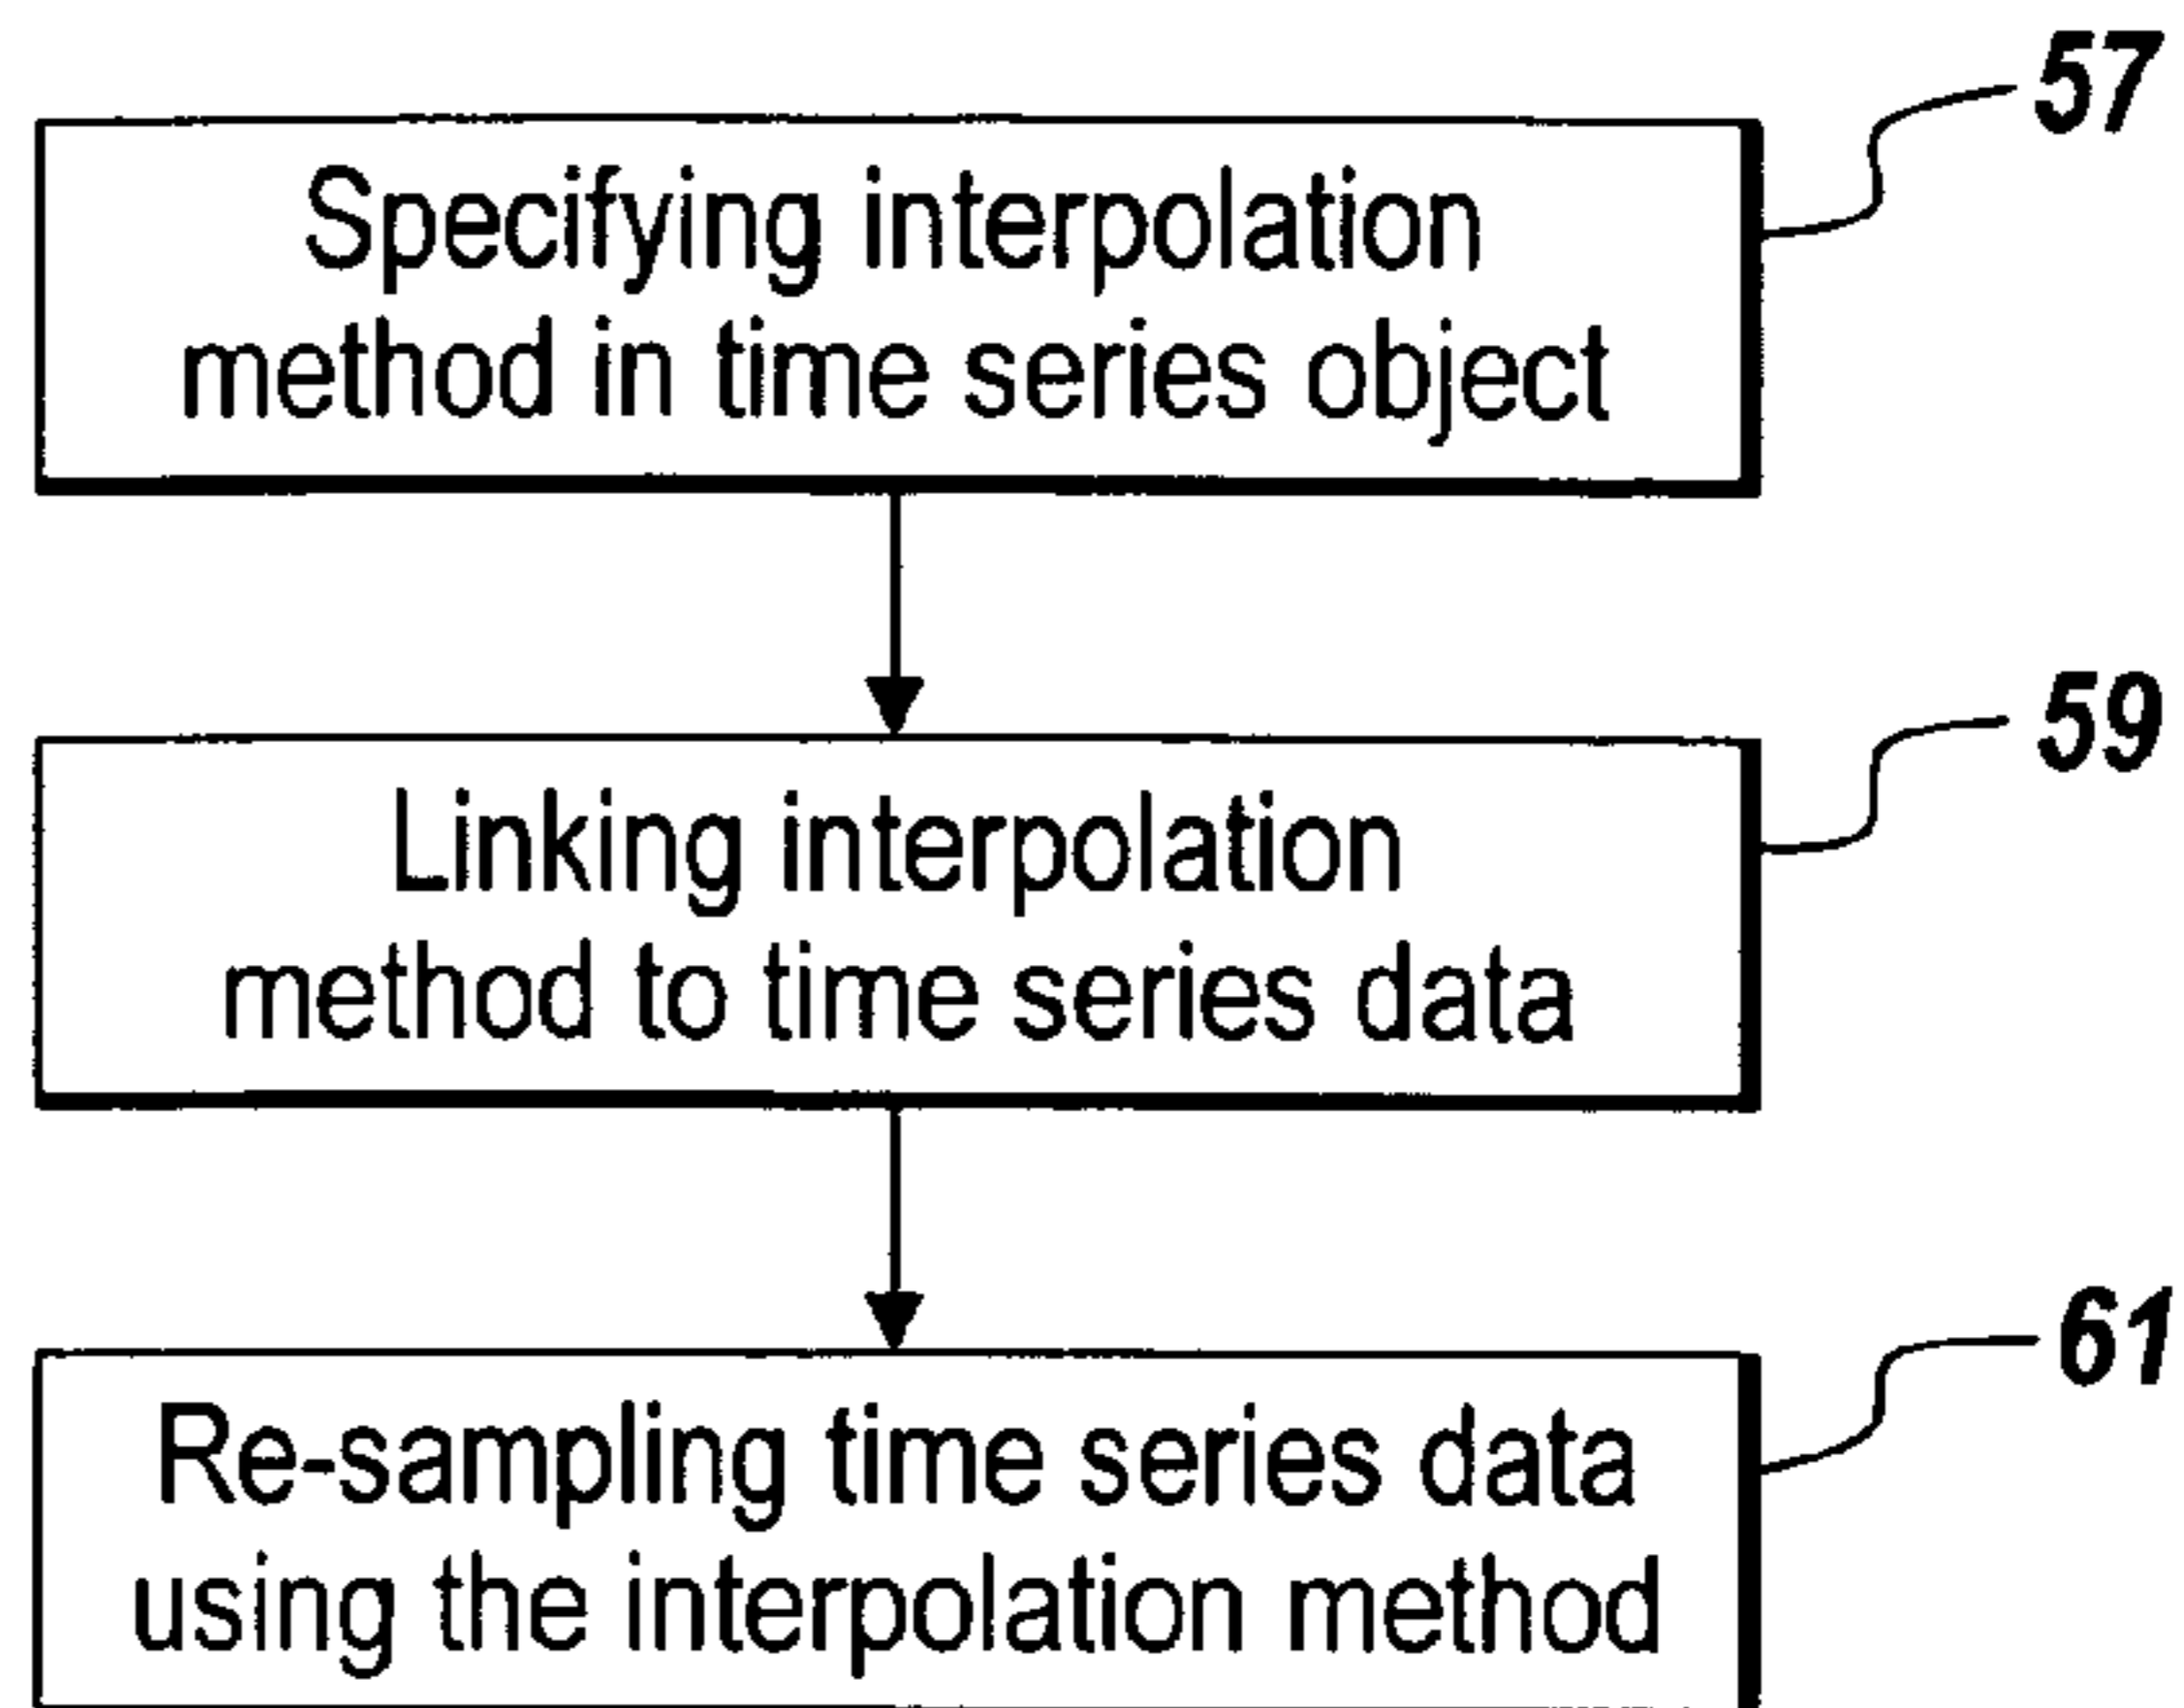 57
Specifying interpolation
method in time series object
59
Linking interpolation
method to time series data
61
Re-sampling time series data
using the interpolation method